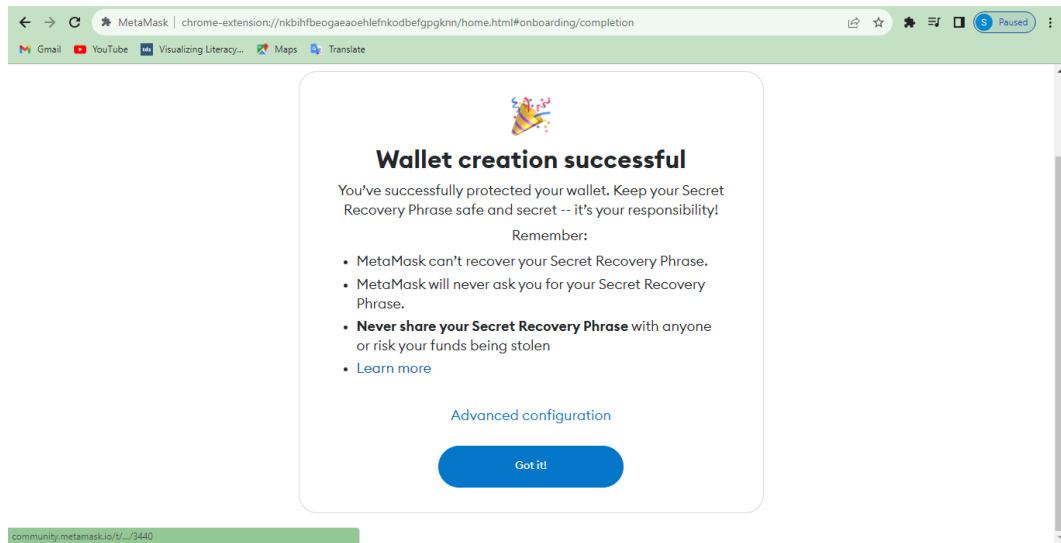 MetaMask | chrome-extension://nkbihfbeogaeaoehlefnkodbefgpgknn/home.html#onboarding/completion
S Paused
Gmail YouTube tds Visualizing Literacy... Maps Translate
Wallet creation successful
You've successfully protected your wallet. Keep your Secret
Recovery Phrase safe and secret -- it's your responsibility!
Remember:
• MetaMask can't recover your Secret Recovery Phrase.
• MetaMask will never ask you for your Secret Recovery
Phrase.
• Never share your Secret Recovery Phrase with anyone
or risk your funds being stolen
• Learn more
Advanced configuration
Got it!
community.metamask.io/t/.../3440